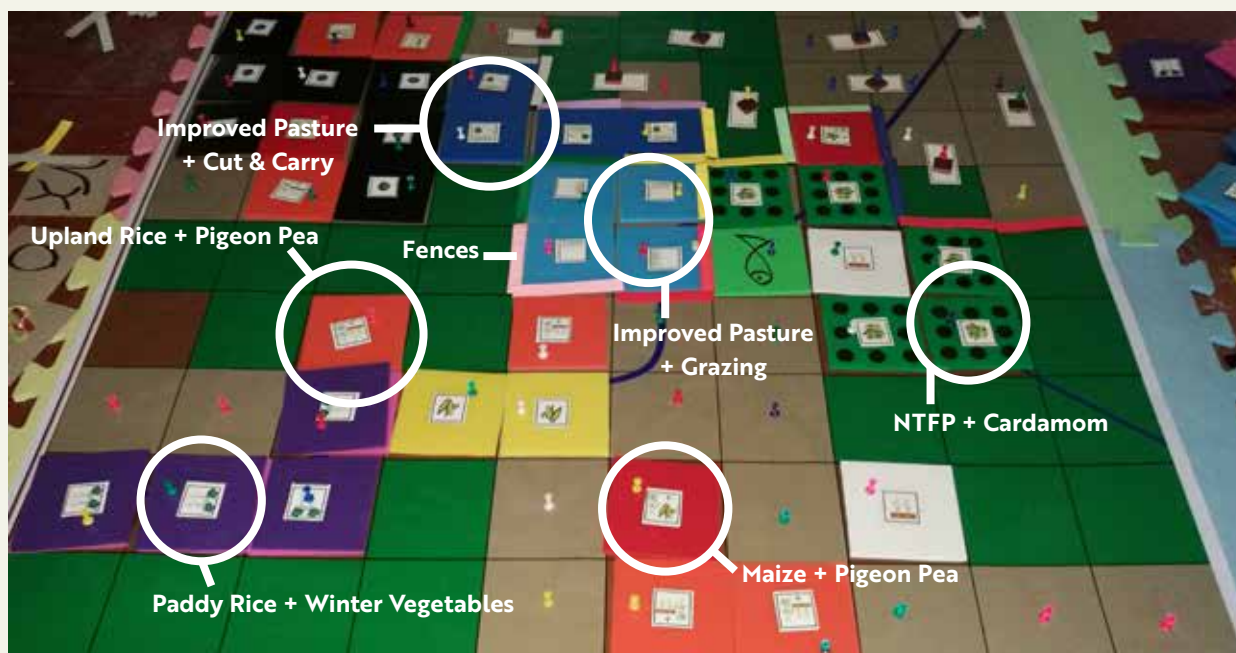 Improved Pasture
+ Cut & Carry
Upland Rice + Pigeon Pea
Fences
Improved Pasture
+ Grazing
NTFP + Cardamom
Maize + Pigeon Pea
Paddy Rice + Winter Vegetables